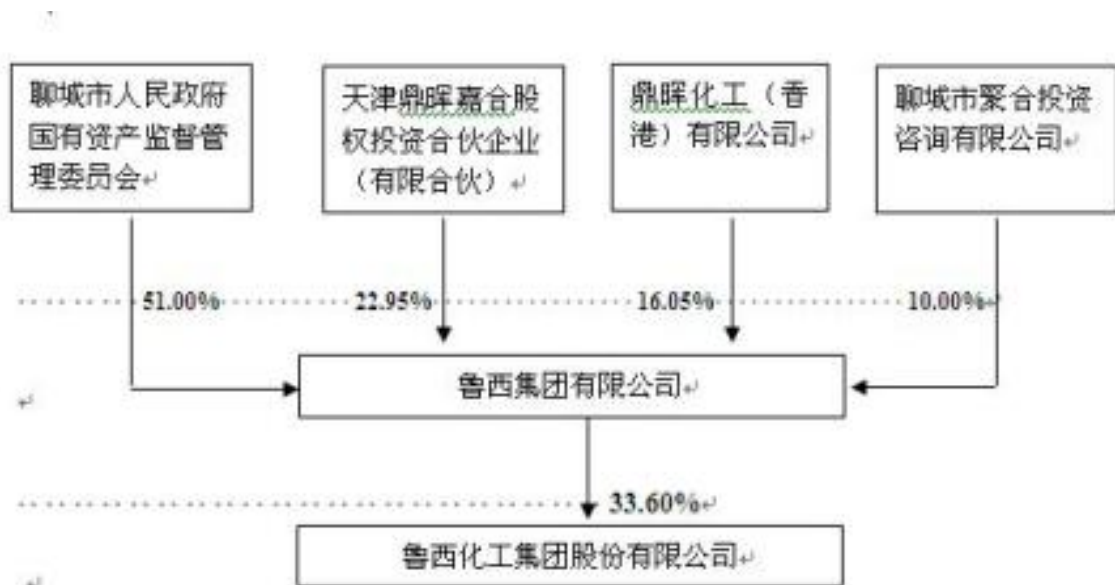 聊城市人民政府
国有资产监督管
理委员会
天津鼎晖嘉合股
权投资合伙企业
（有限合伙）
鼎晖化工（香
港）有限公司
聊城市聚合投资
咨询有限公司
51.00%
22.95%
16.05%
10.00%
鲁西集团有限公司
33.60%
鲁西化工集团股份有限公司